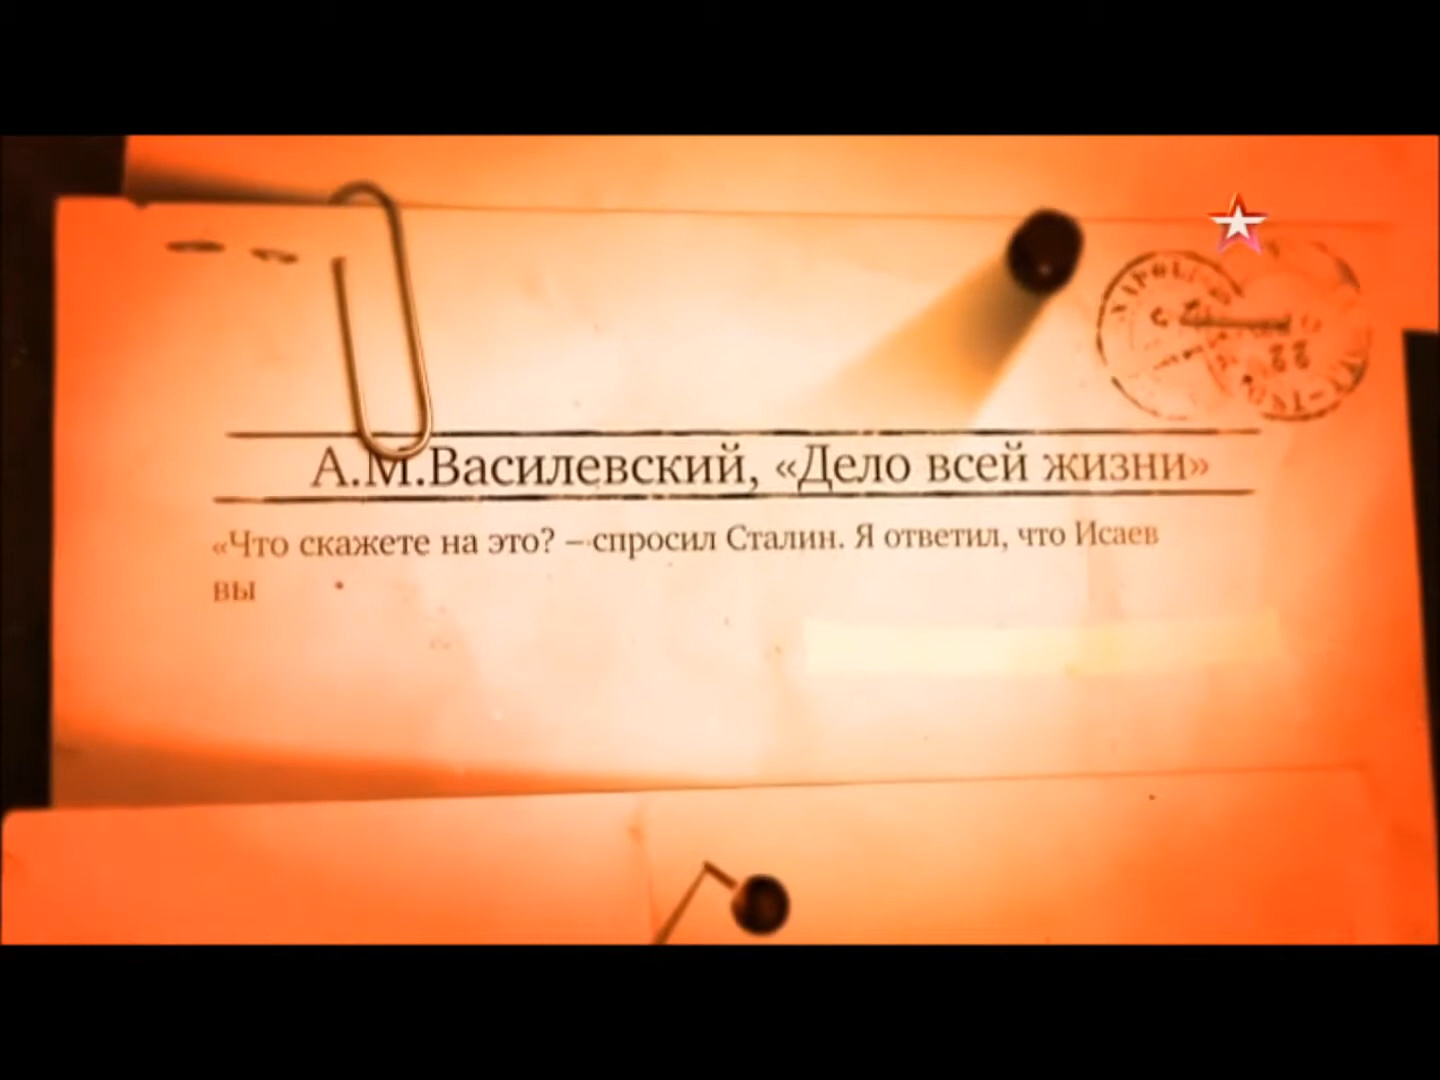 А.М.Василевский, «Дело всей жизни»
«Что скажете на это? – спросил Сталин. Я ответил, что Исаев
вы